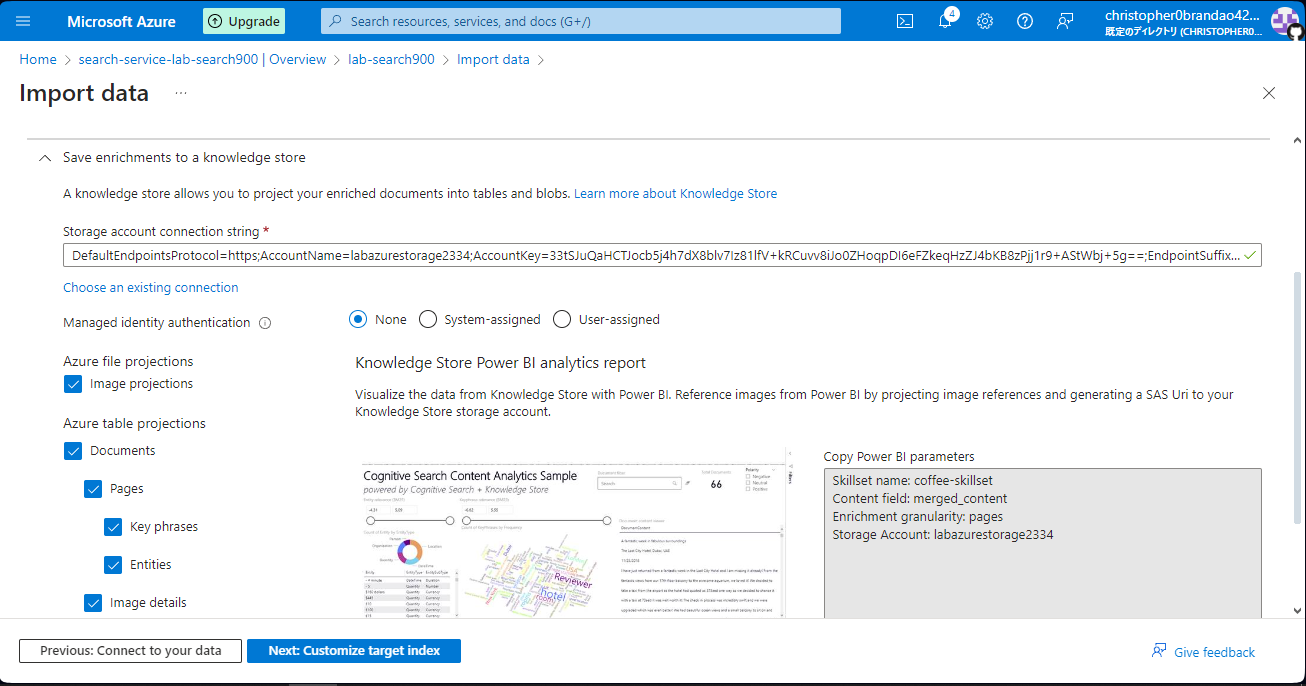 Microsoft Azure
Upgrade
Search resources, services, and docs (G+/)
4
christopher0brandao42...
既定のディレクトリ (CHRISTOPHER0...
Home > search-service-lab-search900 | Overview > lab-search900 > Import data >
Import data ...
Save enrichments to a knowledge store
A knowledge store allows you to project your enriched documents into tables and blobs. Learn more about Knowledge Store
Storage account connection string *
DefaultEndpointsProtocol=https;AccountName=labazurestorage2334;AccountKey=33tSJuQaHCTJocb5j4h7dX8blv7Iz81lfV+kRCuvv8iJo0ZHoqpDI6eFZkeqHzZJ4bKB8zPjj1r9+AStWbj+5g==;EndpointSuffix...
Choose an existing connection
Managed identity authentication
None
System-assigned
User-assigned
Azure file projections
Image projections
Azure table projections
Documents
Pages
Key phrases
Entities
Image details
Knowledge Store Power BI analytics report
Visualize the data from Knowledge Store with Power BI. Reference images from Power BI by projecting image references and generating a SAS Uri to your
Knowledge Store storage account.
Cognitive Search Content Analytics Sample
powered by Cognitive Search + Knowledge Store
Search
66
Polarity
Negative
Neutral
Positive
Reviewer
hotel
Copy Power BI parameters
Skillset name: coffee-skillset
Content field: merged_content
Enrichment granularity: pages
Storage Account: labazurestorage2334
Previous: Connect to your data
Next: Customize target index
Give feedback